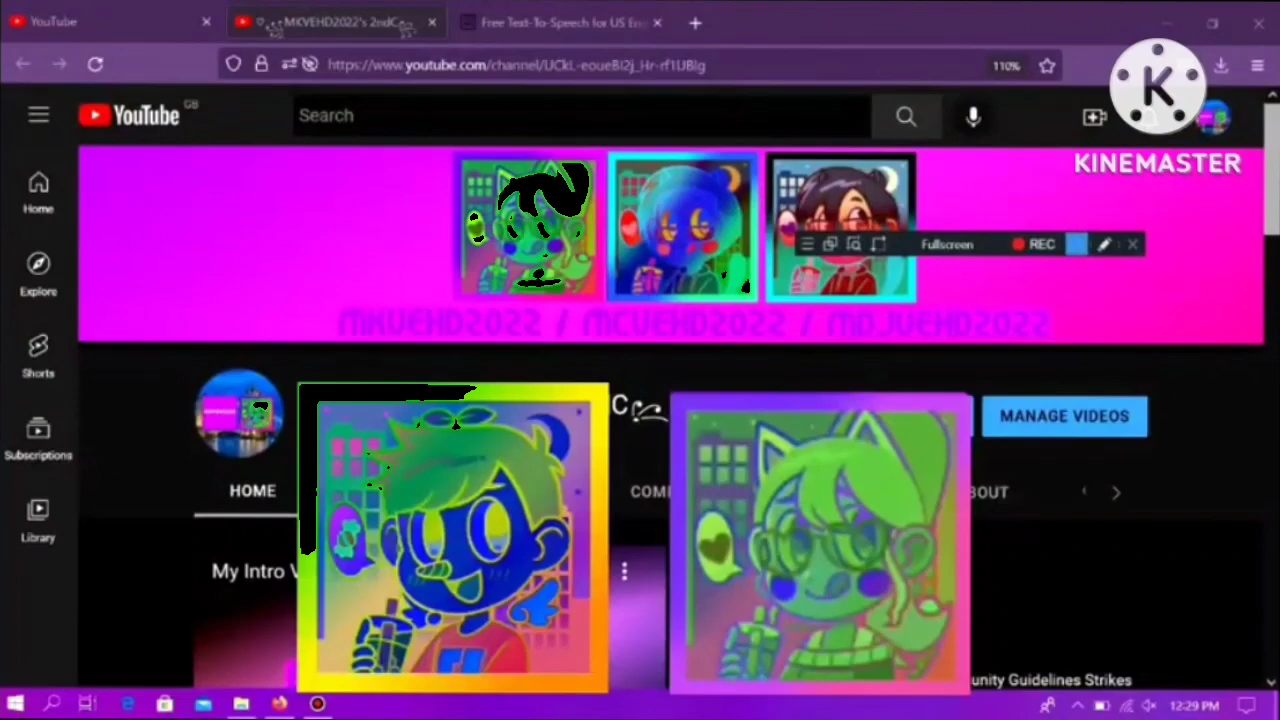 YouTube
MKVEHD2022's 2ndC
Free Text-To-Speech for US Eng
https://www.youtube.com/channel/UCkL-eoueBI2j_Hr-rf1UBlg
110%
YouTube GB
Search
K
KINEMASTER
Home
Explore
Shorts
Subscriptions
Library
Fullscreen
REC
MKVEHD2022 / MCVEHD2022 / MDJVEHD2022
C
MANAGE VIDEOS
HOME
COM
BOUT
My Intro V
unity Guidelines Strikes
12:29 PM